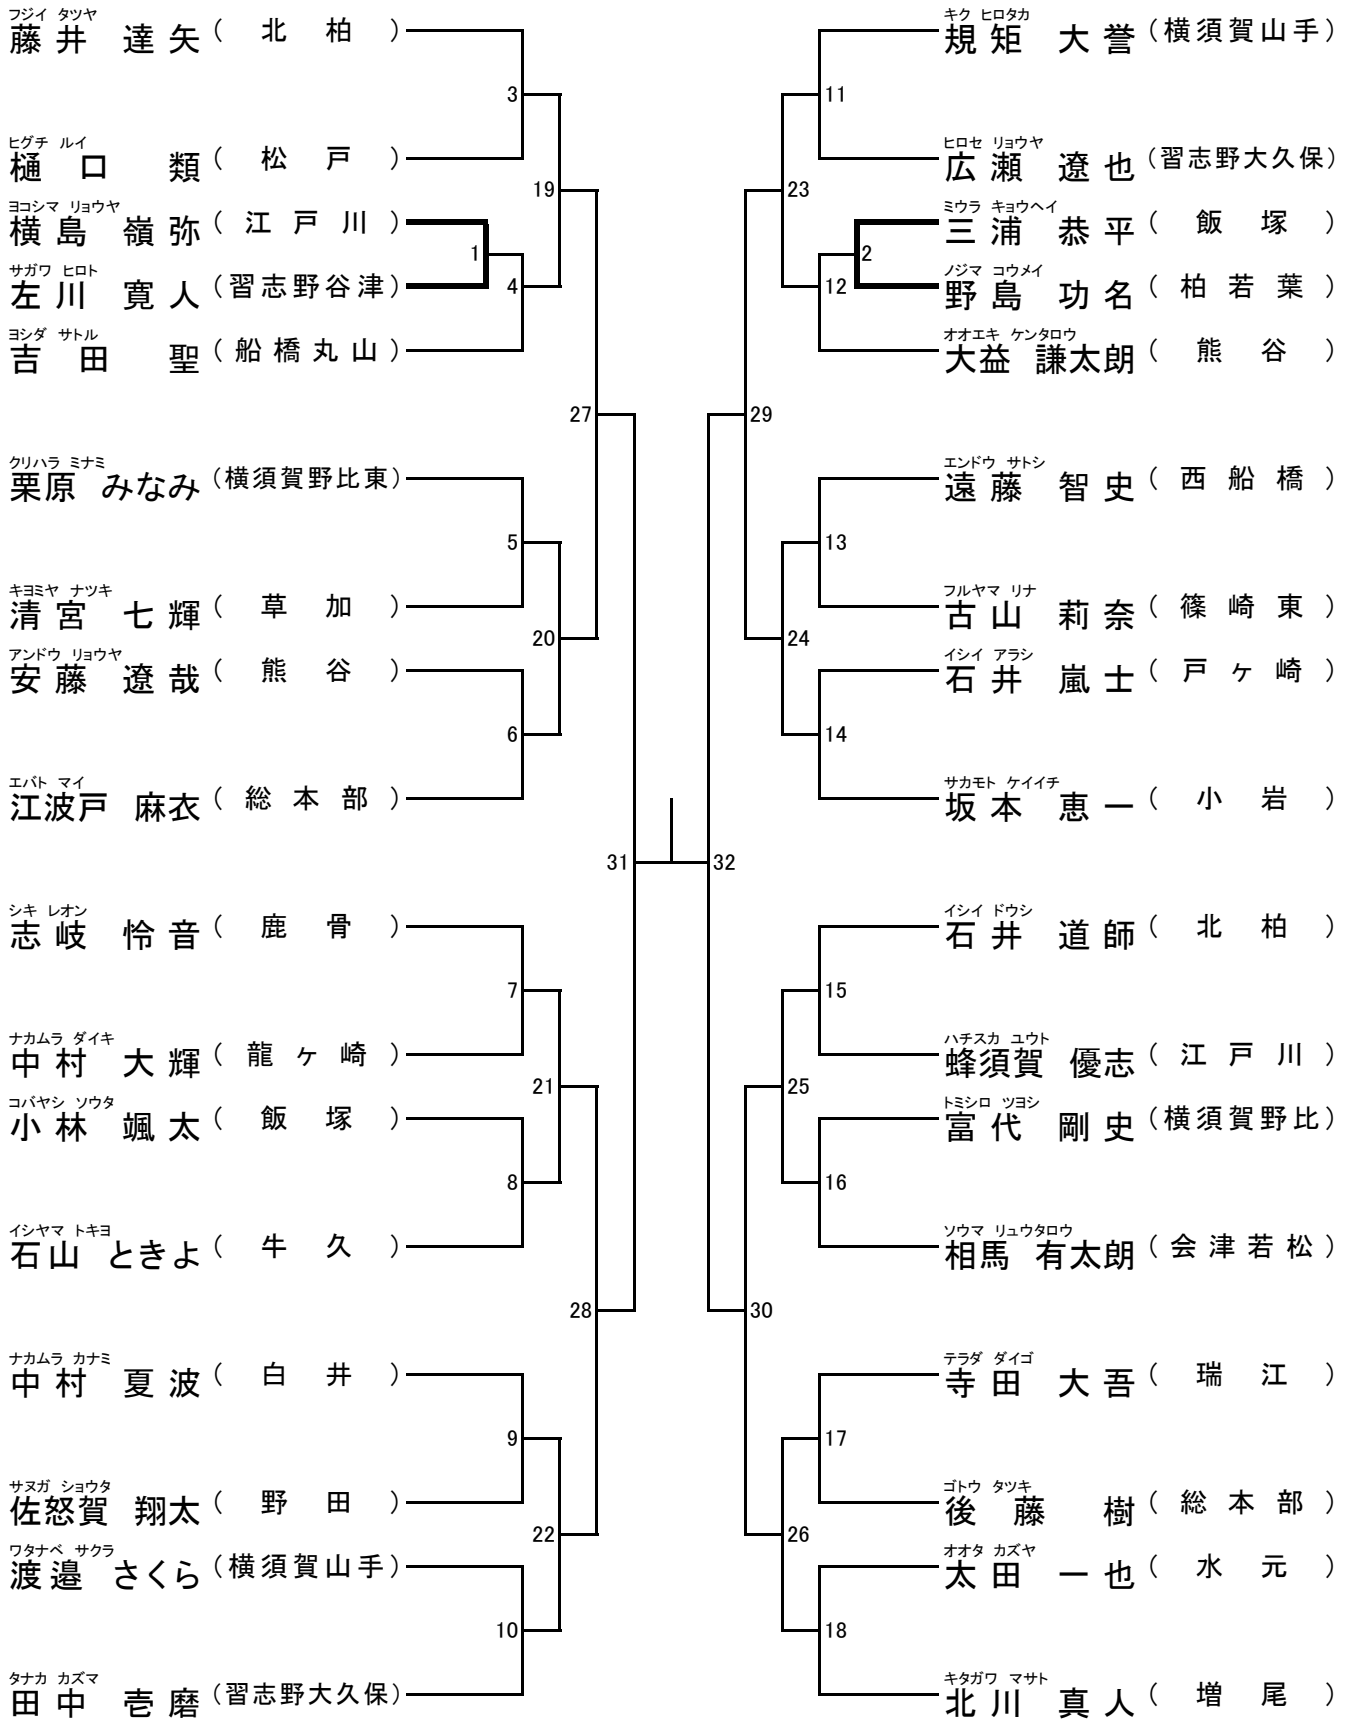 フジイ タツヤ
藤井 達矢 (北柏)
3
ヒグチ ルイ
樋口 類 (松戸)
19
ヨコシマ リョウヤ
横島 嶺弥 (江戸川)
1
サガワ ヒロト
左川 寛人 (習志野谷津)
4
ヨシダ サトル
吉田 聖 (船橋丸山)
27
クリハラ ミナミ
栗原 みなみ (横須賀野比東)
5
キヨミヤ ナツキ
清宮 七輝 (草加)
20
アンドウ リョウヤ
安藤 遼哉 (熊谷)
6
エバト マイ
江波戸 麻衣 (総本部)
31
シキ レオン
志岐 怜音 (鹿骨)
7
ナカムラ ダイキ
中村 大輝 (龍ヶ崎)
21
コバヤシ ソウタ
小林 颯太 (飯塚)
8
イシヤマ トキヨ
石山 ときよ (牛久)
28
ナカムラ カナミ
中村 夏波 (白井)
9
サヌガ ショウタ
佐怒賀 翔太 (野田)
22
ワタナベ サクラ
渡邉 さくら (横須賀山手)
10
タナカ カズマ
田中 壱磨 (習志野大久保)
キク ヒロタカ
規矩 大誉 (横須賀山手)
11
ヒロセ リョウヤ
広瀬 遼也 (習志野大久保)
23
ミウラ キョウヘイ
三浦 恭平 (飯塚)
2
ノジマ コウメイ
野島 功名 (柏若葉)
12
オオエキ ケンタロウ
大益 謙太朗 (熊谷)
29
エンドウ サトシ
遠藤 智史 (西船橋)
13
フルヤマ リナ
古山 莉奈 (篠崎東)
24
イシイ アラシ
石井 嵐士 (戸ヶ崎)
14
サカモト ケイイチ
坂本 恵一 (小岩)
32
イシイ ドウシ
石井 道師 (北柏)
15
ハチスカ ユウト
蜂須賀 優志 (江戸川)
25
トミシロ ツヨシ
富代 剛史 (横須賀野比)
16
ソウマ リュウタロウ
相馬 有太朗 (会津若松)
30
テラダ ダイゴ
寺田 大吾 (瑞江)
17
ゴトウ タツキ
後藤 樹 (総本部)
26
オオタ カズヤ
太田 一也 (水元)
18
キタガワ マサト
北川 真人 (増尾)